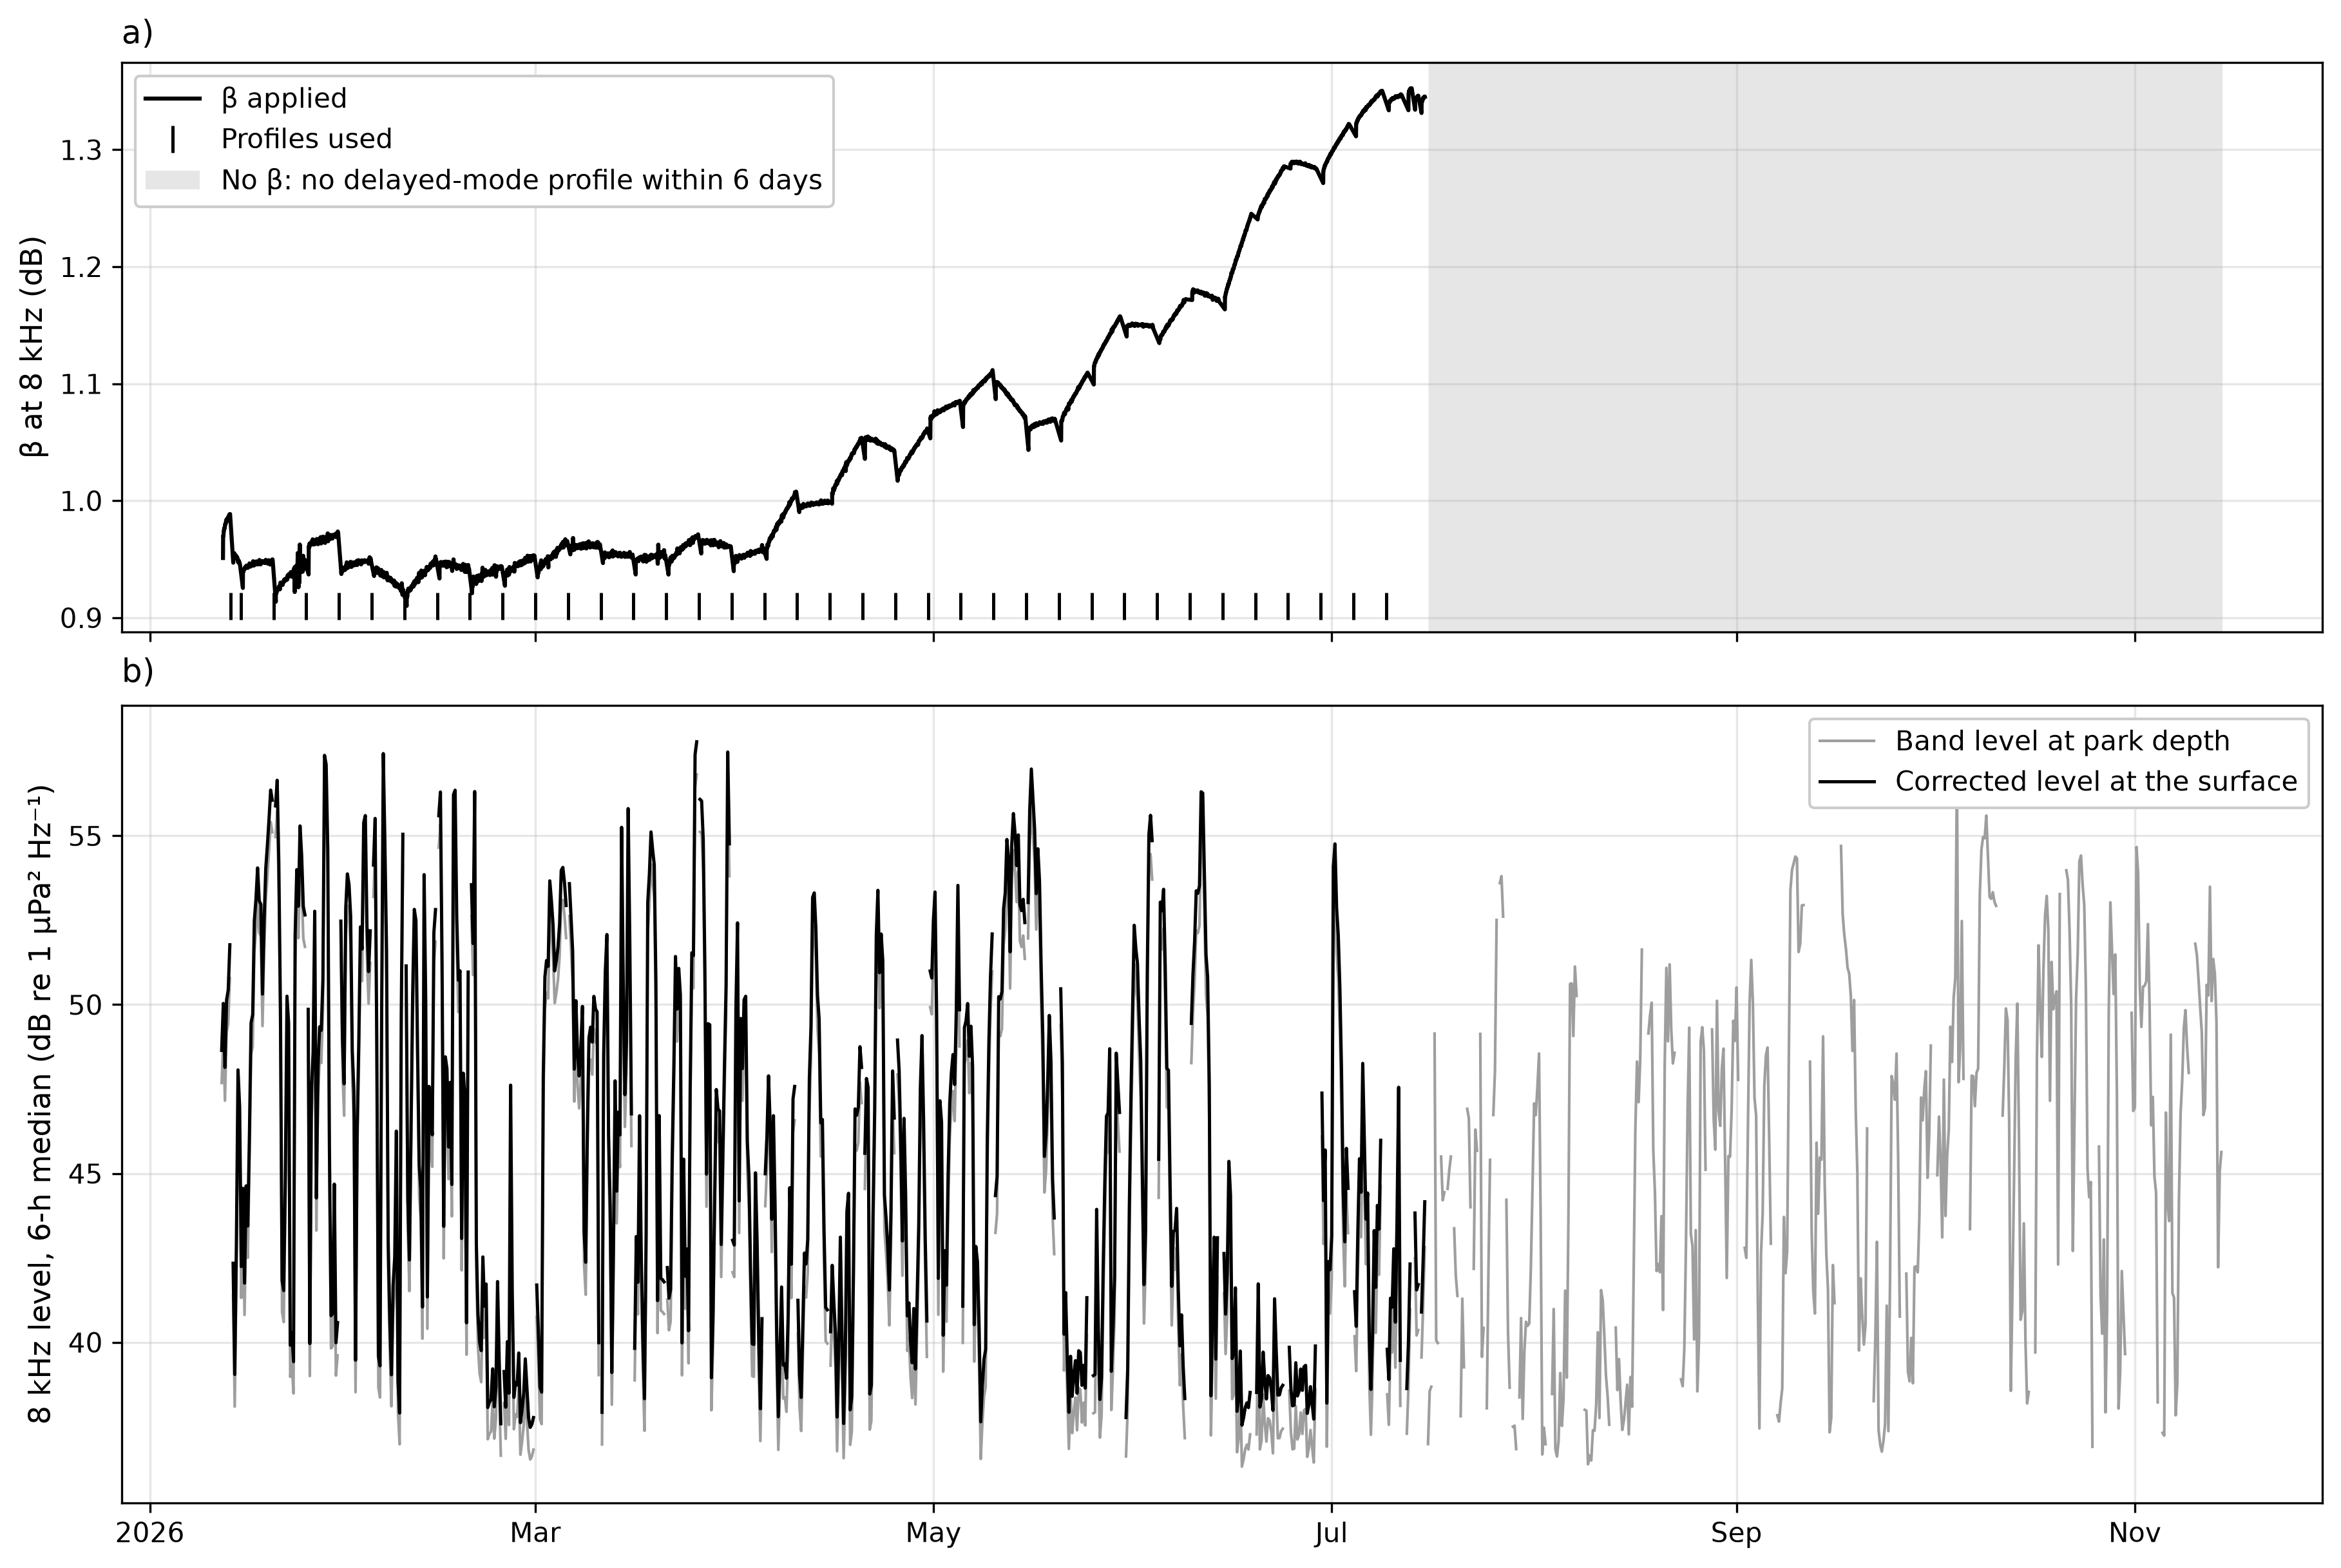 a)
β applied
Profiles used
No β: no delayed-mode profile within 6 days
β at 8 kHz (dB)
1.3
1.2
1.1
1.0
0.9
b)
Band level at park depth
Corrected level at the surface
8 kHz level, 6-h median (dB re 1 µPa² Hz⁻¹)
55
50
45
40
2026 Mar May Jul Sep Nov